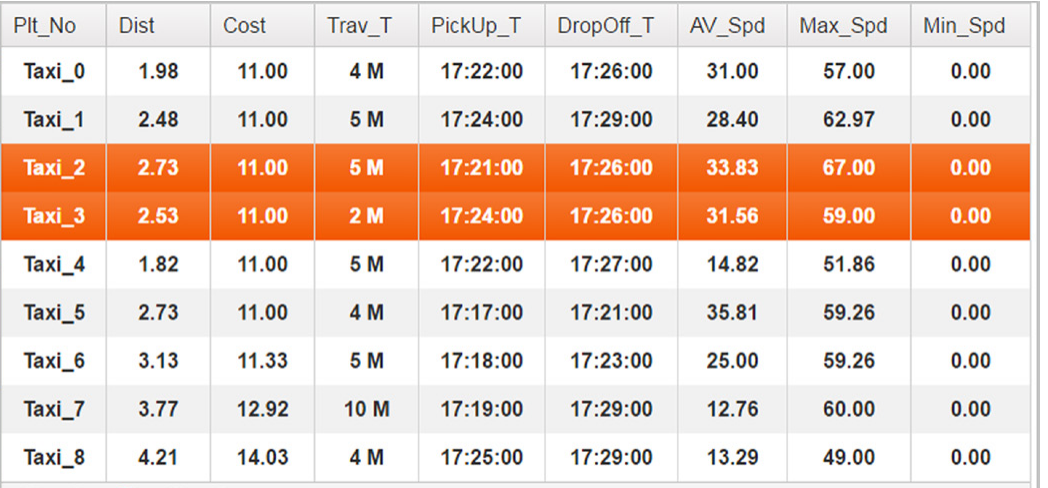 Plt_No Dist Cost Trav_T PickUp_T DropOff_T AV_Spd Max_Spd Min_Spd
Taxi_0 1.98 11.00 4 M 17:22:00 17:26:00 31.00 57.00 0.00
Taxi_1 2.48 11.00 5 M 17:24:00 17:29:00 28.40 62.97 0.00
Taxi_2 2.73 11.00 5 M 17:21:00 17:26:00 33.83 67.00 0.00
Taxi_3 2.53 11.00 2 M 17:24:00 17:26:00 31.56 59.00 0.00
Taxi_4 1.82 11.00 5 M 17:22:00 17:27:00 14.82 51.86 0.00
Taxi_5 2.73 11.00 4 M 17:17:00 17:21:00 35.81 59.26 0.00
Taxi_6 3.13 11.33 5 M 17:18:00 17:23:00 25.00 59.26 0.00
Taxi_7 3.77 12.92 10 M 17:19:00 17:29:00 12.76 60.00 0.00
Taxi_8 4.21 14.03 4 M 17:25:00 17:29:00 13.29 49.00 0.00